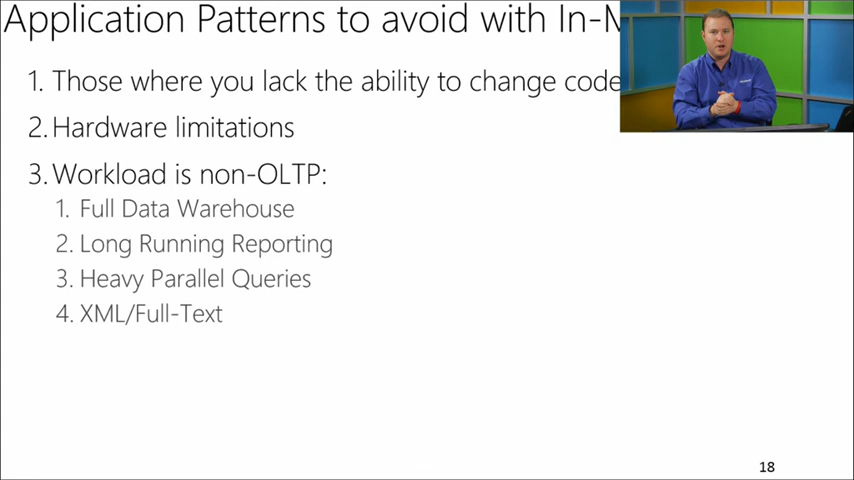 Application Patterns to avoid with In-
1. Those where you lack the ability to change code
2. Hardware limitations
3. Workload is non-OLTP:
1. Full Data Warehouse
2. Long Running Reporting
3. Heavy Parallel Queries
4. XML/Full-Text
18